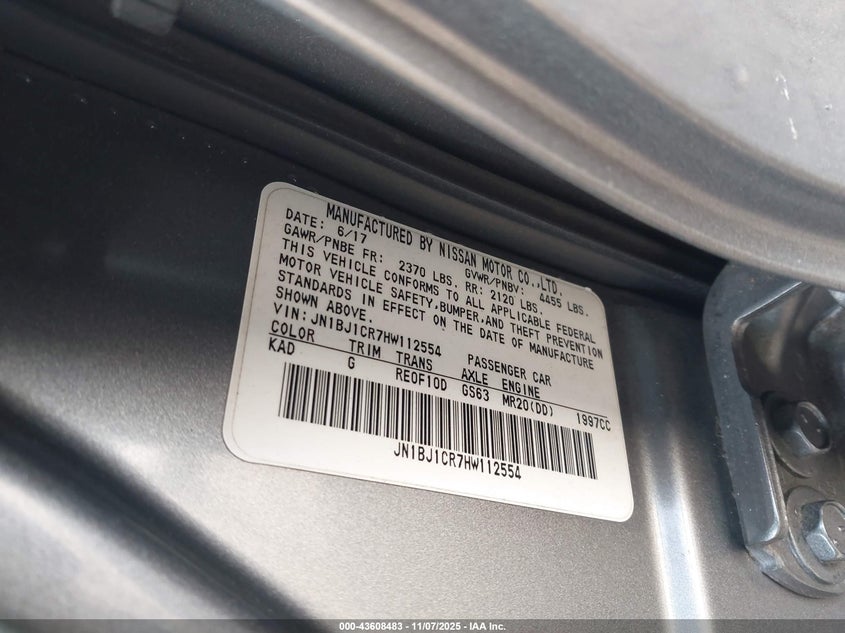 MANUFACTURED BY NISSAN MOTOR CO.,LTD.
DATE: 6/17 GVWR/PNBV: 4455 LBS.
GAWR/PNBE FR: 2370 LBS. RR: 2120 LBS.
THIS VEHICLE CONFORMS TO ALL APPLICABLE FEDERAL
MOTOR VEHICLE SAFETY,BUMPER,AND THEFT PREVENTION
STANDARDS IN EFFECT ON THE DATE OF MANUFACTURE
SHOWN ABOVE.
VIN: JN1BJ1CR7HW112554 PASSENGER CAR
COLOR TRIM TRANS AXLE ENGINE
KAD G RE0F10D GS63 MR20(DD) 1997CC
JN1BJ1CR7HW112554
000-43608483 - 11/07/2025 - IAA Inc.